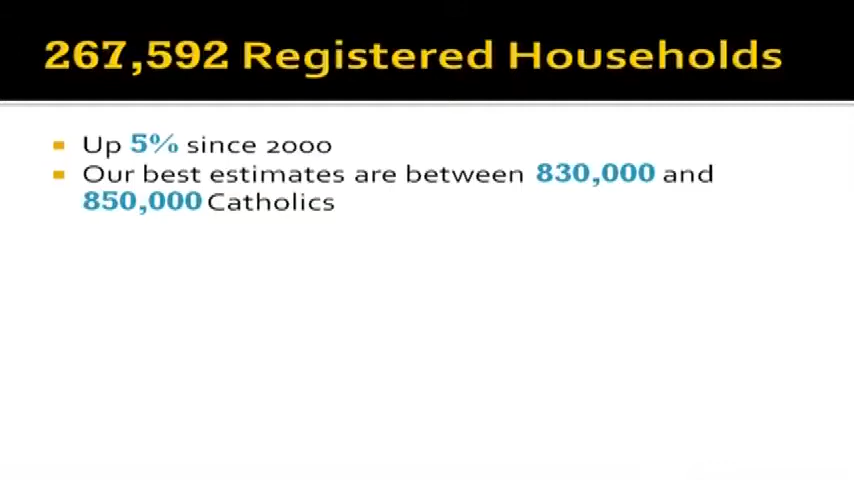 267,592 Registered Households
Up 5% since 2000
Our best estimates are between 830,000 and
850,000 Catholics